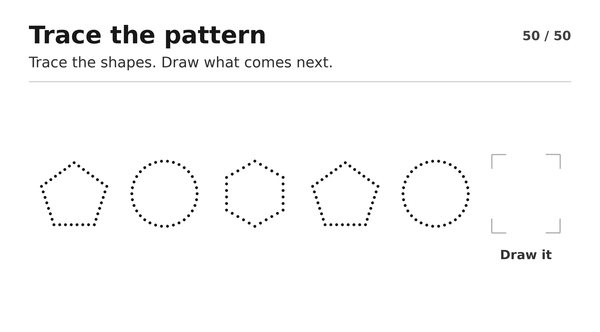 Trace the pattern
50 / 50
Trace the shapes. Draw what comes next.
Draw it